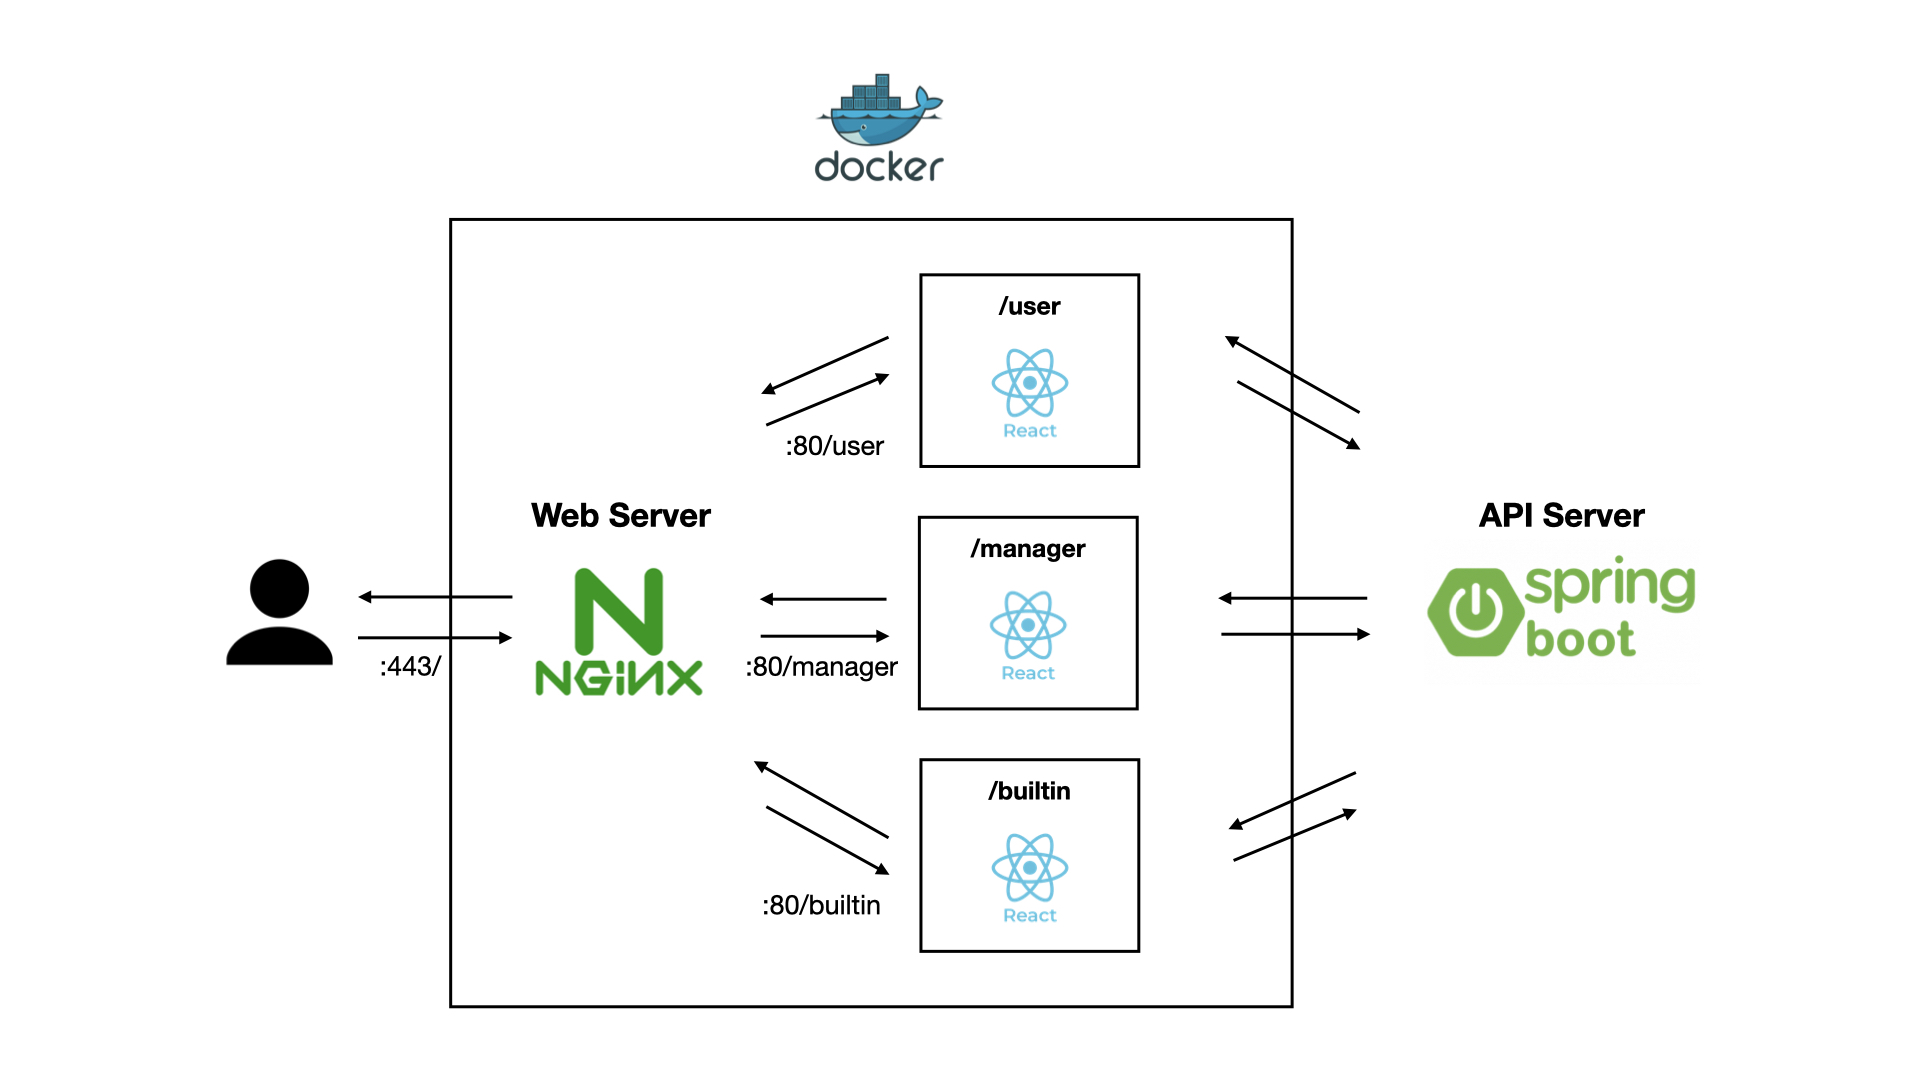 docker
/user
React
:80/user
Web Server
API Server
/manager
spring
boot
NGINX
:443/
:80/manager
React
/builtin
:80/builtin
React